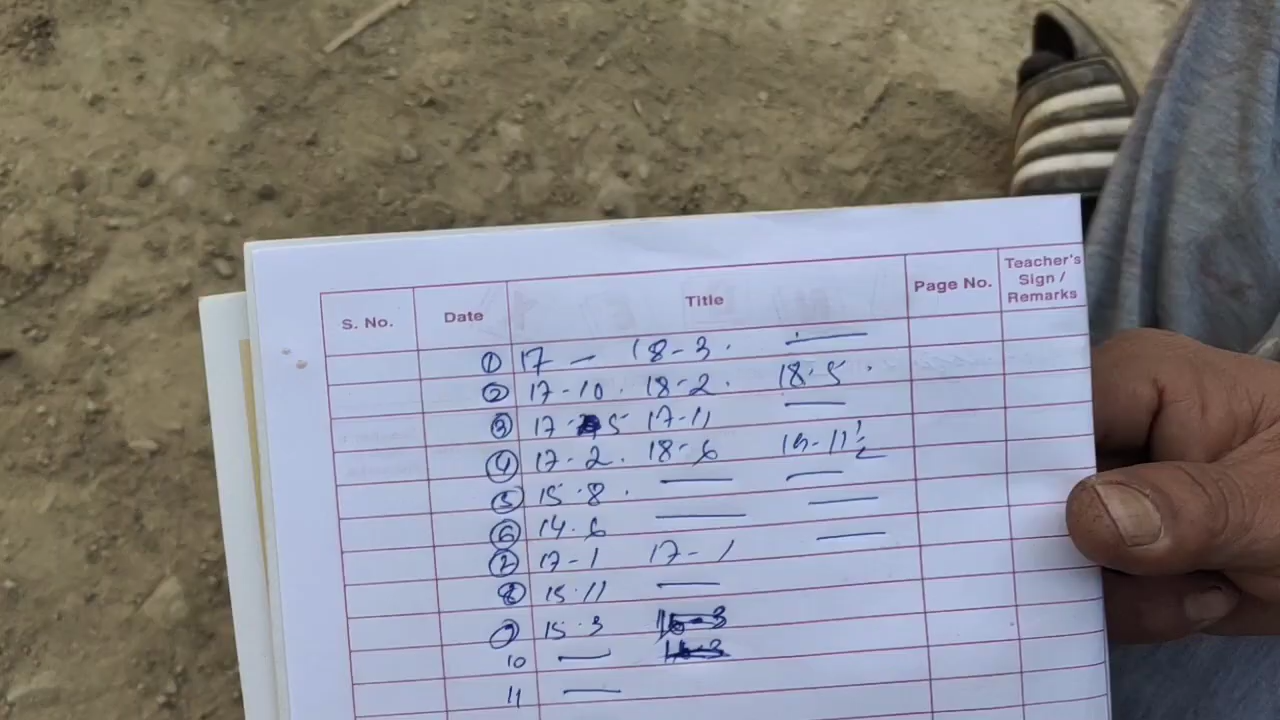 S. No. Date Title Page No. Teacher's Sign / Remarks
① 17 — 18-3. —
② 17-10. 18-2. 18-5.
③ 17-5 17-11 —
④ 17-2. 18-6
⑤ 15.8. — —
⑥ 14.6 — —
17-1 17-1 —
⑧ 15.11 —
15.3
10 —
11 —